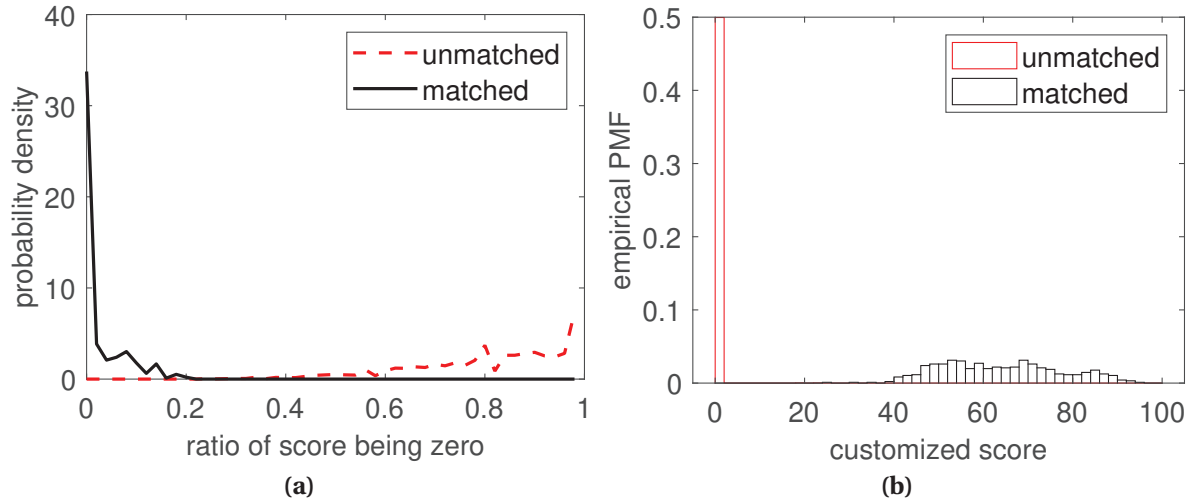 40
30
20
10
0
probability density
unmatched
matched
0
0.2
0.4
0.6
0.8
1
ratio of score being zero
(a)
0.5
0.4
0.3
0.2
0.1
0
empirical PMF
unmatched
matched
0
20
40
60
80
100
customized score
(b)